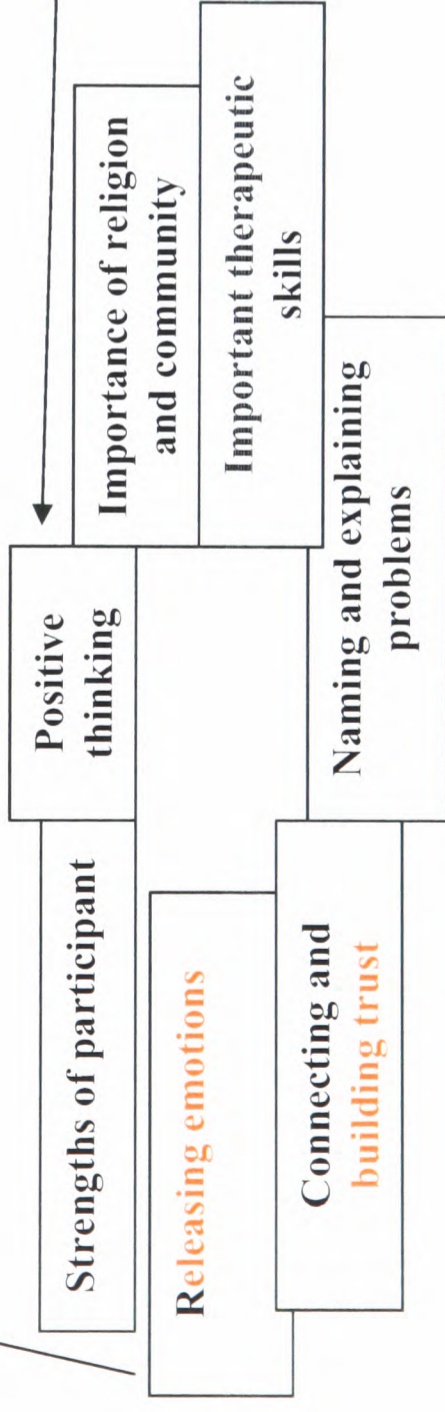 Strengths of participant
Positive
thinking
Importance of religion
and community
Releasing emotions
Important therapeutic
skills
Connecting and
building trust
Naming and explaining
problems